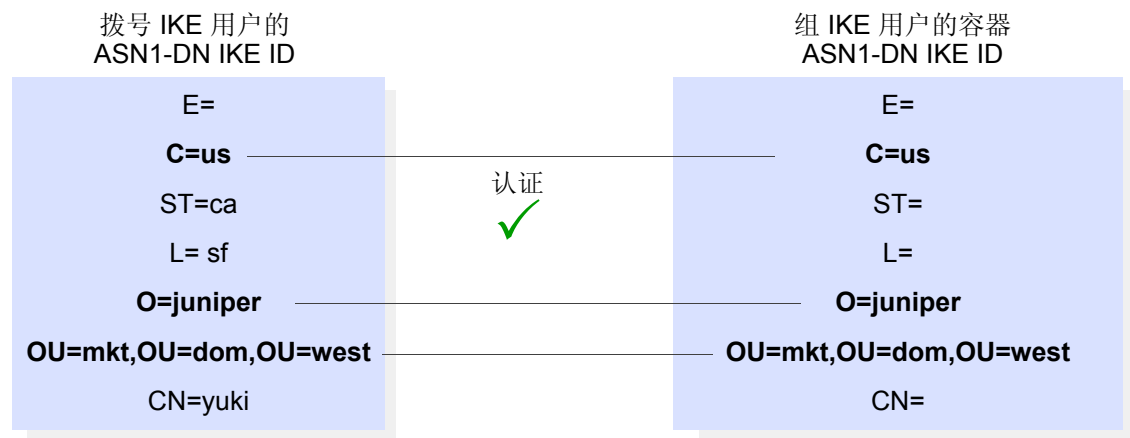 拨号 IKE 用户的
ASN1-DN IKE ID
E=
C=us
ST=ca
L= sf
O=juniper
OU=mkt,OU=dom,OU=west
CN=yuki
认证
组 IKE 用户的容器
ASN1-DN IKE ID
E=
C=us
ST=
L=
O=juniper
OU=mkt,OU=dom,OU=west
CN=